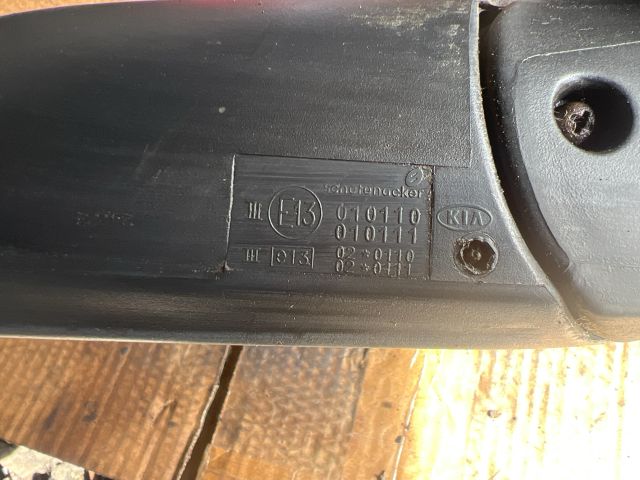 schefenacker
III E13 010110
010111
III e13 02*0110
02*0111
KIA